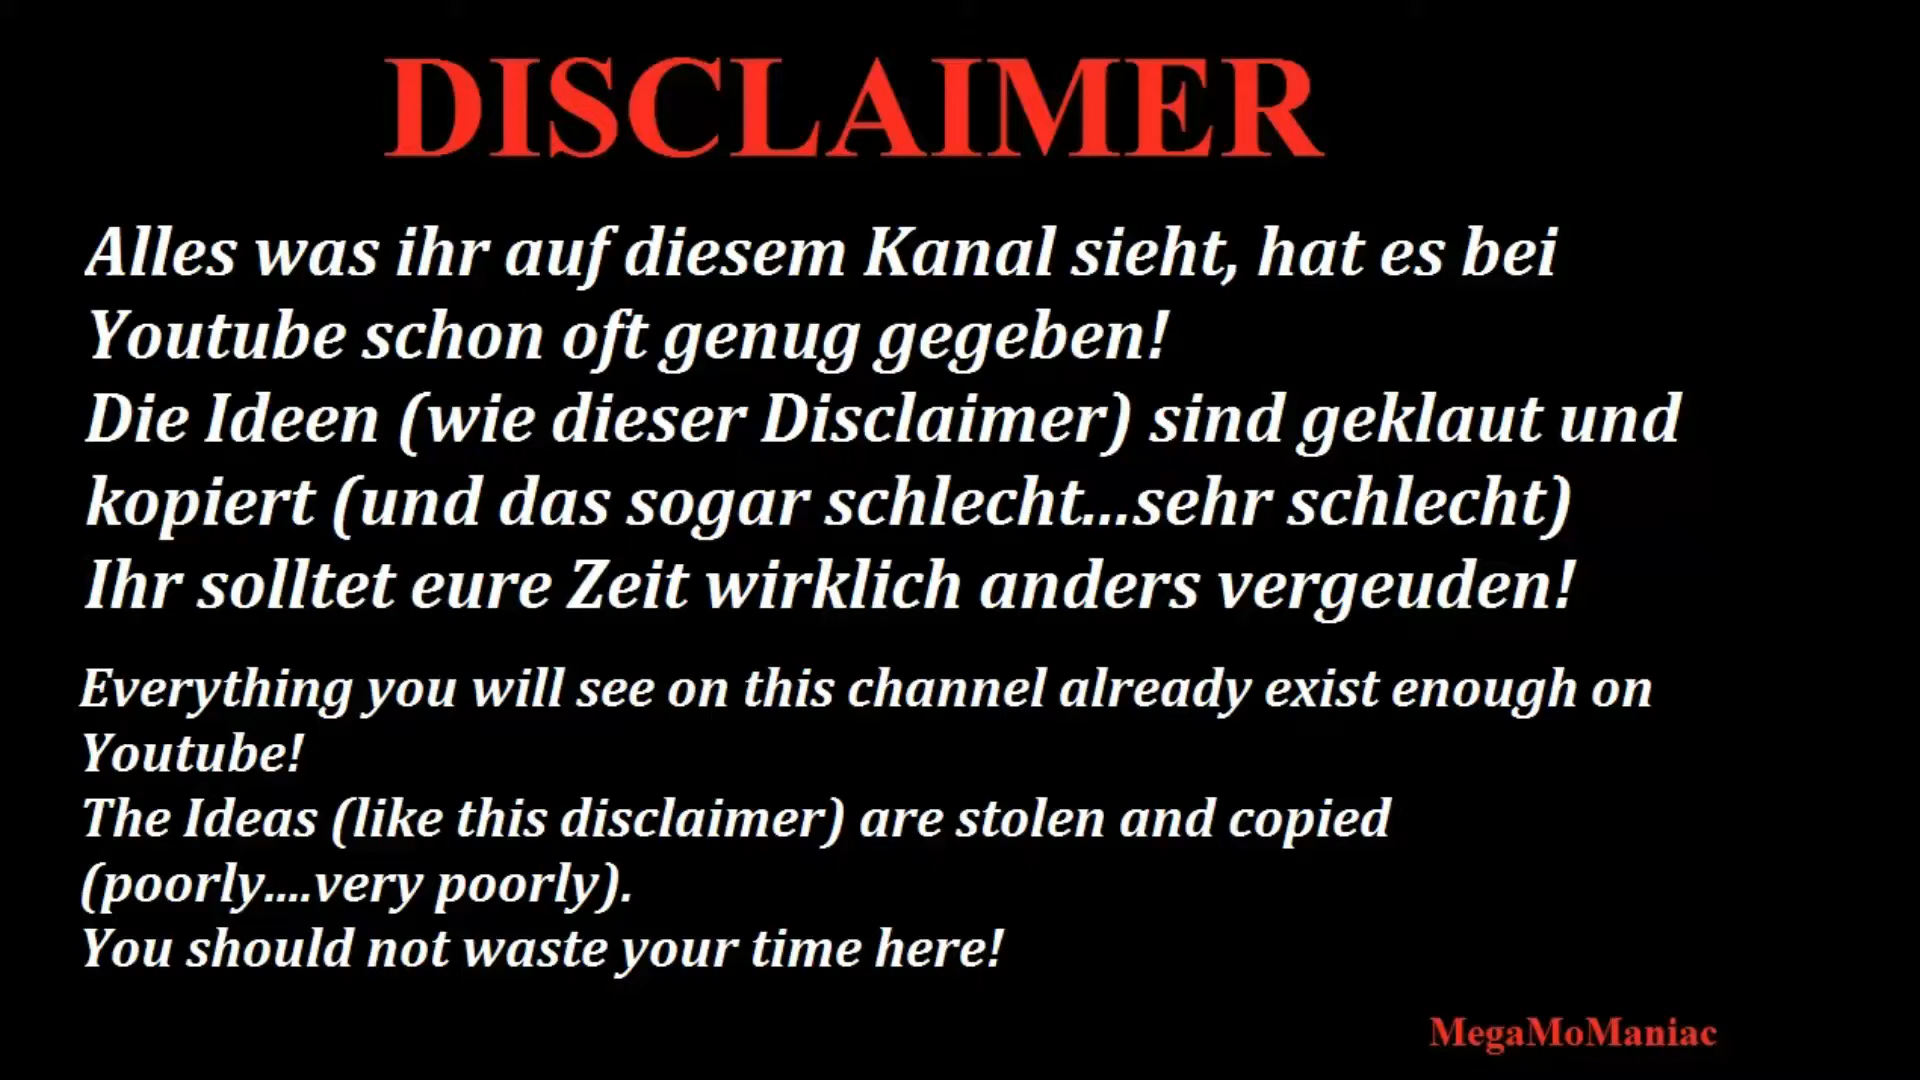 DISCLAIMER
Alles was ihr auf diesem Kanal sieht, hat es bei
Youtube schon oft genug gegeben!
Die Ideen (wie dieser Disclaimer) sind geklaut und
kopiert (und das sogar schlecht...sehr schlecht)
Ihr solltet eure Zeit wirklich anders vergeuden!
Everything you will see on this channel already exist enough on
Youtube!
The Ideas (like this disclaimer) are stolen and copied
(poorly....very poorly).
You should not waste your time here!
MegaMoManiac